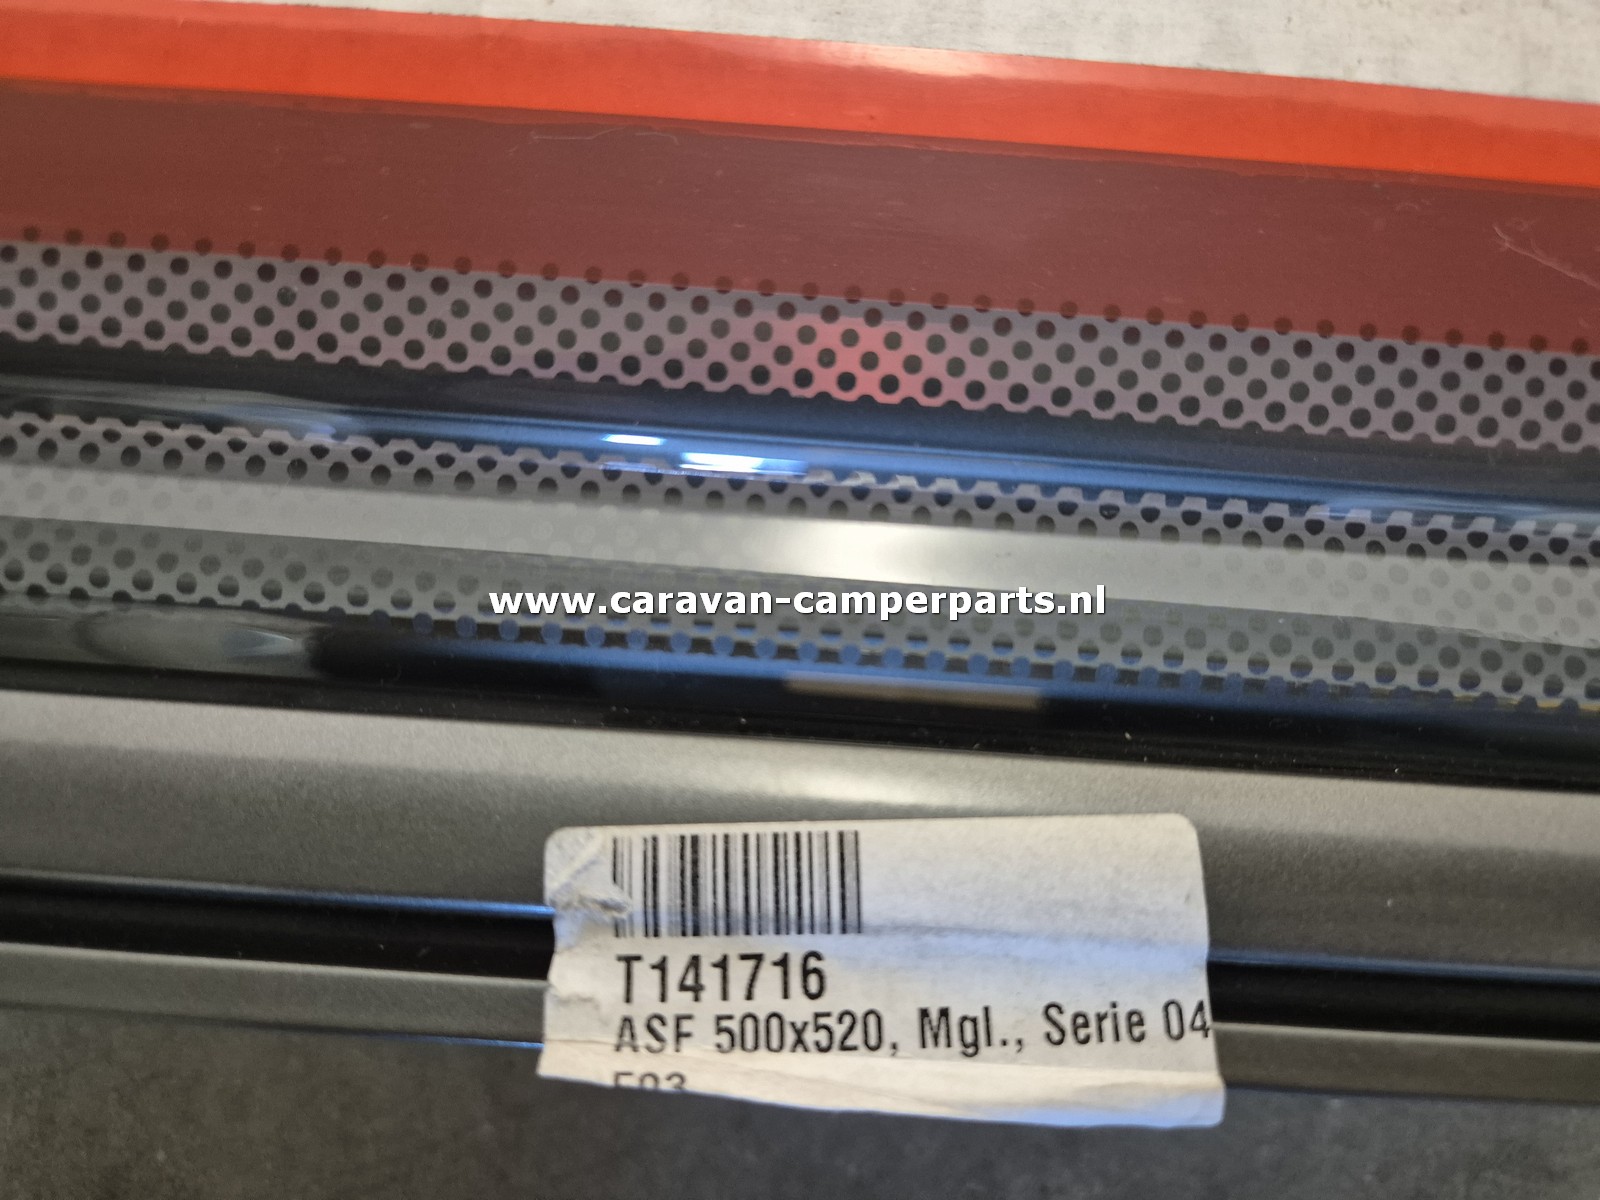 www.caravan-camperparts.nl
T141716
ASF 500x520, Mgl., Serie 04